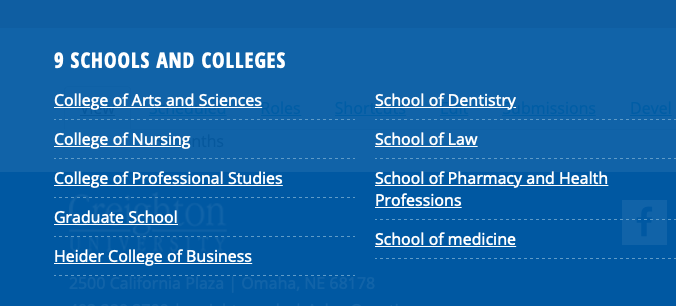 9 SCHOOLS AND COLLEGES
College of Arts and Sciences
College of Nursing
College of Professional Studies
Graduate School
Heider College of Business
School of Dentistry
School of Law
School of Pharmacy and Health
Professions
School of medicine
Creighton
UNIVERSITY
2500 California Plaza | Omaha, NE 68178